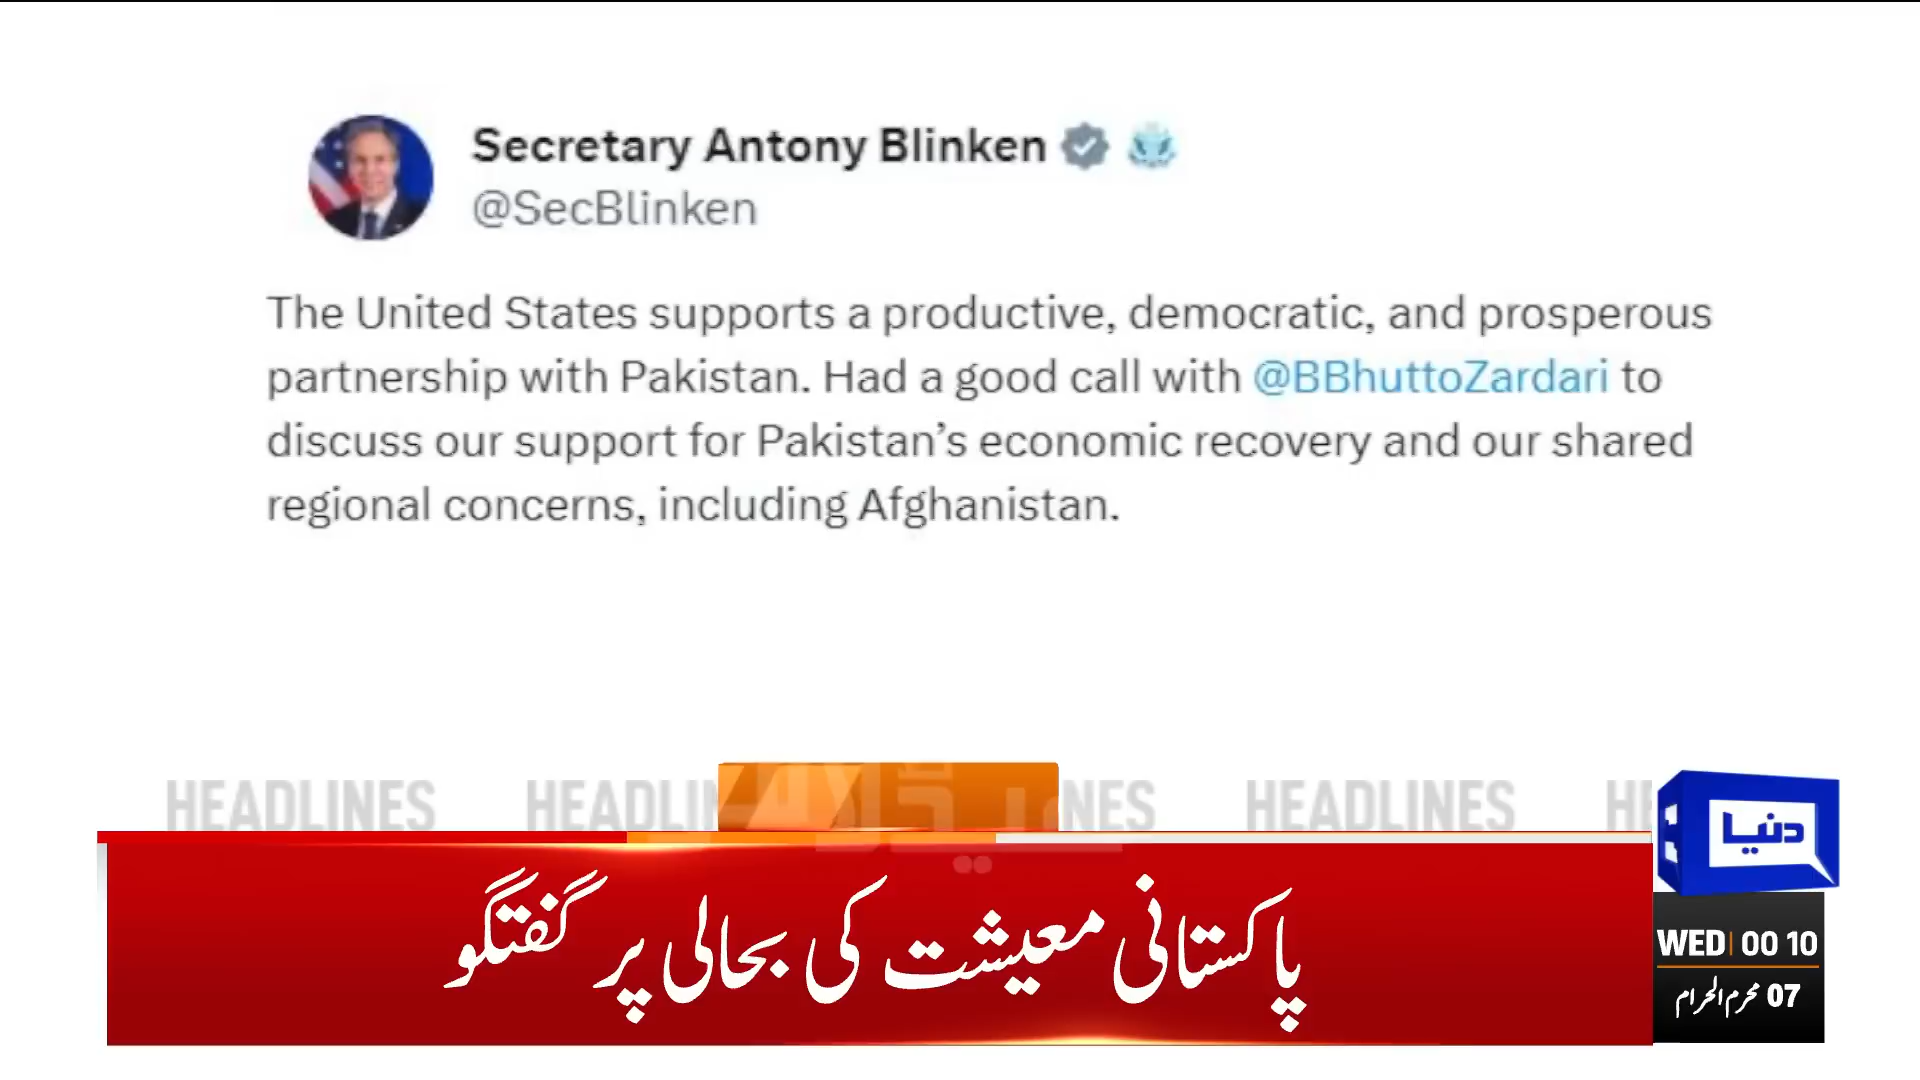 Secretary Antony Blinken
@SecBlinken
The United States supports a productive, democratic, and prosperous
partnership with Pakistan. Had a good call with @BBhuttoZardari to
discuss our support for Pakistan’s economic recovery and our shared
regional concerns, including Afghanistan.
HEADLINES HEADLI NES HEADLINES HE
پاکستانی معیشت کی بحالی پر گفتگو
دنیا
WED 00 10
07 محرم الحرام